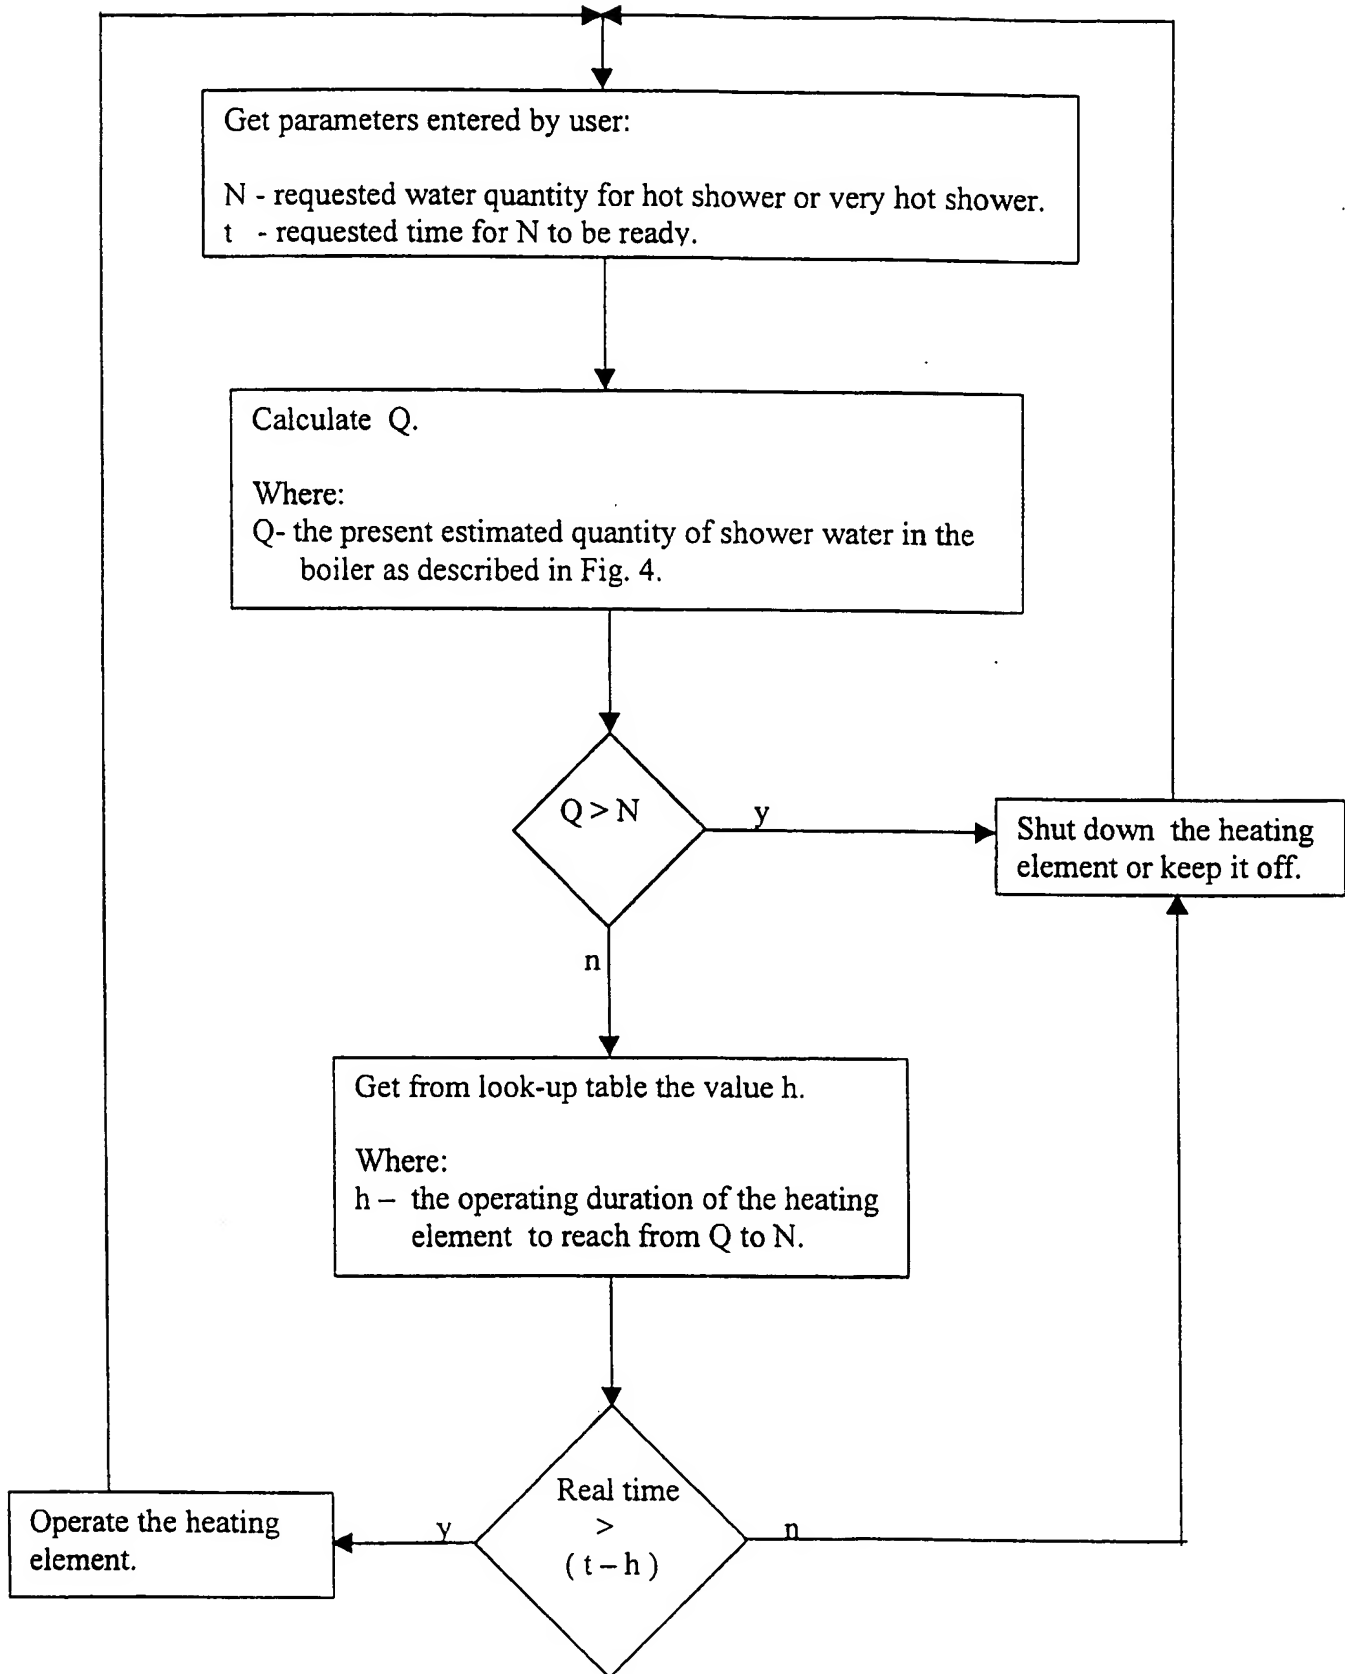 Get parameters entered by user:
N - requested water quantity for hot shower or very hot shower.
t - requested time for N to be ready.
Calculate Q.
Where:
Q- the present estimated quantity of shower water in the
boiler as described in Fig. 4.
Q > N
y
Shut down the heating
element or keep it off.
n
Get from look-up table the value h.
Where:
h – the operating duration of the heating
element to reach from Q to N.
Real time
>
( t – h )
y
n
Operate the heating
element.